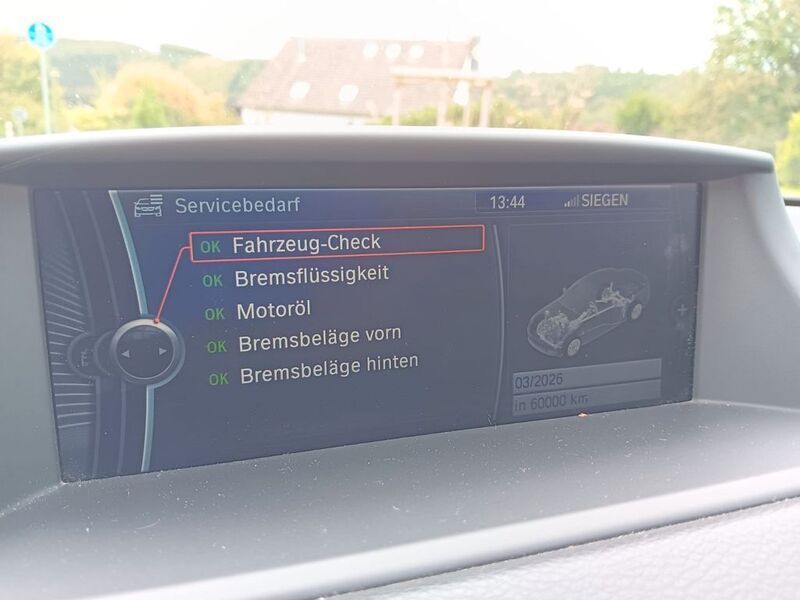 Servicebedarf 13:44 SIEGEN
OK Fahrzeug-Check
OK Bremsflüssigkeit
OK Motoröl
OK Bremsbeläge vorn
OK Bremsbeläge hinten
03/2026
in 60000 km